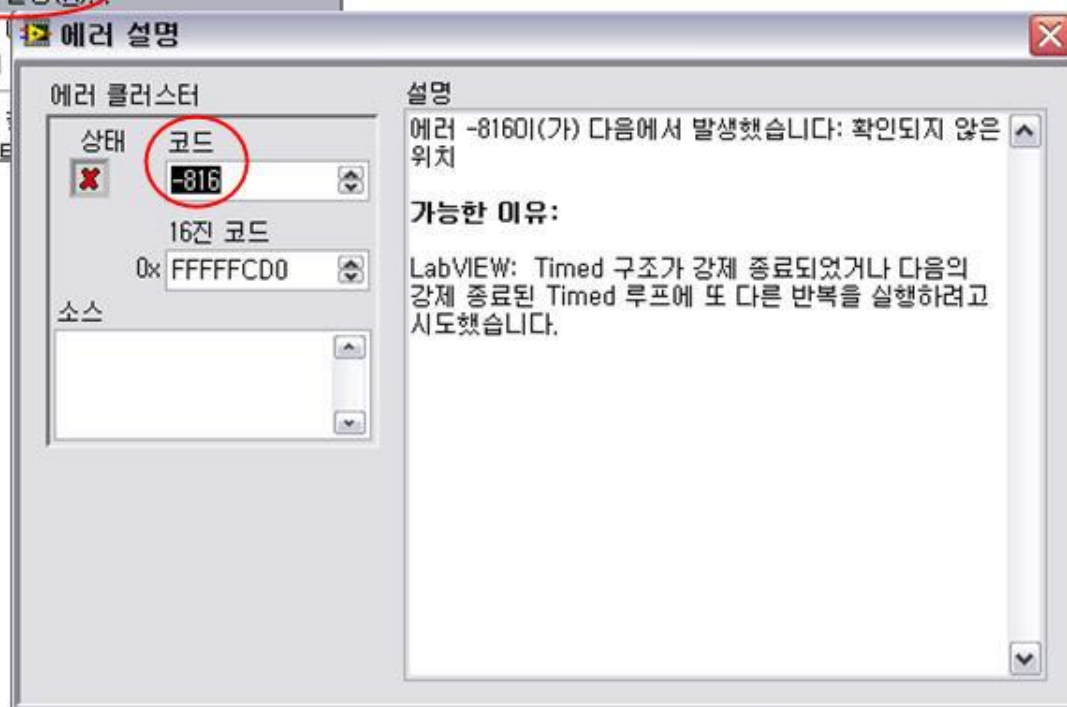 에러 설명
에러 클러스터
상태 코드
-816
16진 코드
0x FFFFFCD0
소스
설명
에러 -816이(가) 다음에서 발생했습니다: 확인되지 않은
위치
가능한 이유:
LabVIEW: Timed 구조가 강제 종료되었거나 다음의
강제 종료된 Timed 루프에 또 다른 반복을 실행하려고
시도했습니다.